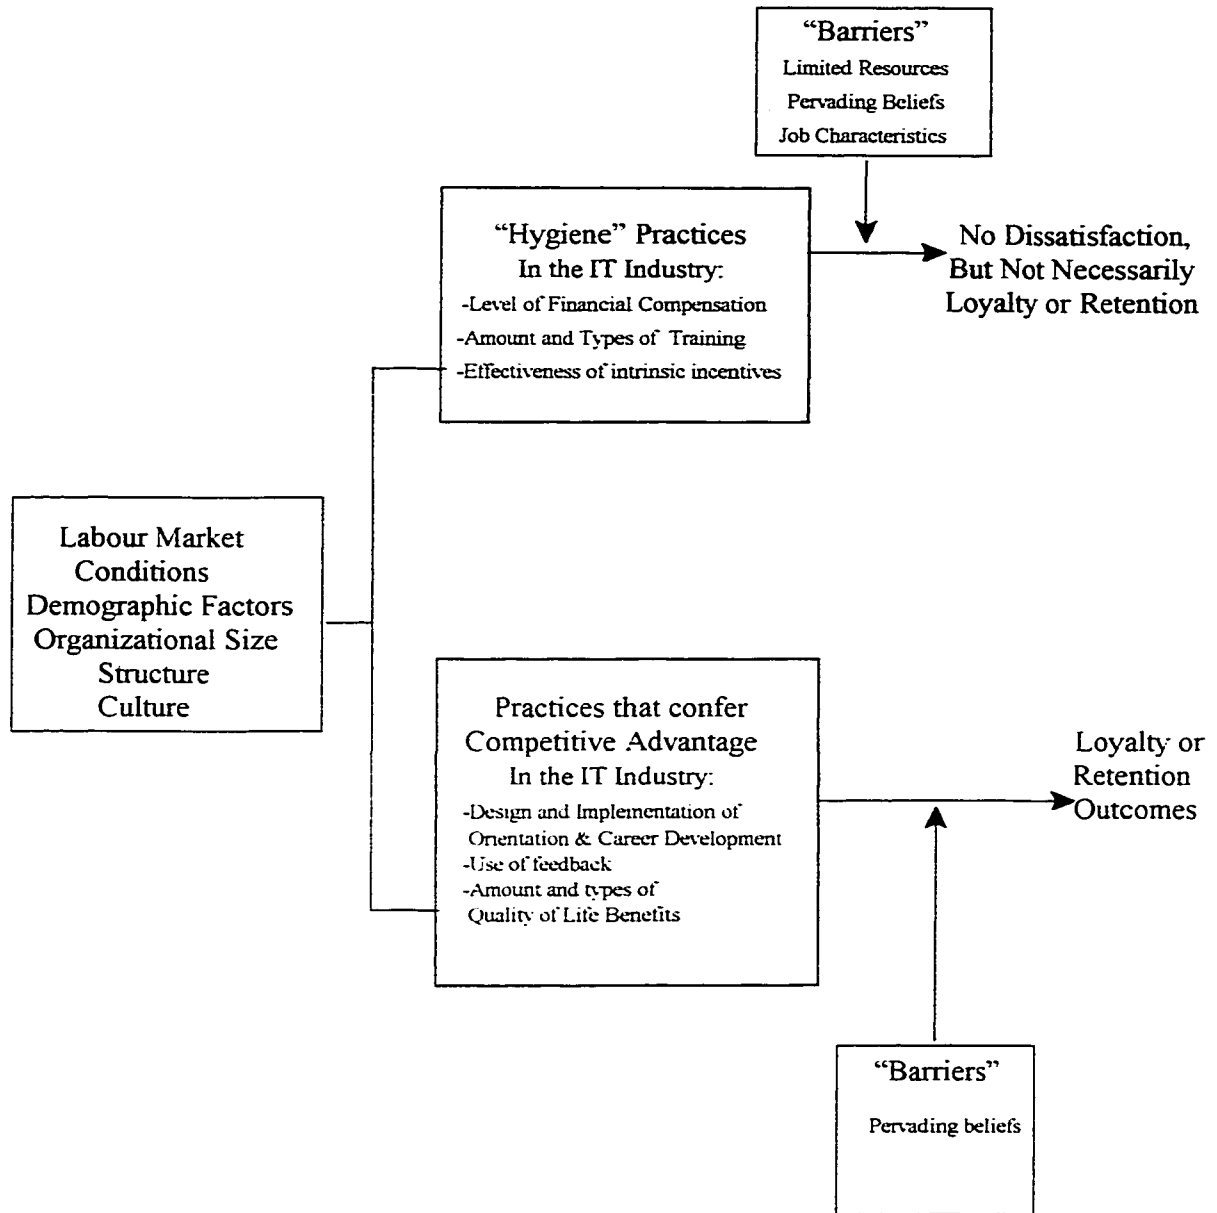 “Barriers”
Limited Resources
Pervading Beliefs
Job Characteristics
“Hygiene” Practices
In the IT Industry:
-Level of Financial Compensation
-Amount and Types of Training
-Effectiveness of intrinsic incentives
No Dissatisfaction,
But Not Necessarily
Loyalty or Retention
Labour Market
Conditions
Demographic Factors
Organizational Size
Structure
Culture
Practices that confer
Competitive Advantage
In the IT Industry:
-Design and Implementation of
Orientation & Career Development
-Use of feedback
-Amount and types of
Quality of Life Benefits
Loyalty or
Retention
Outcomes
“Barriers”
Pervading beliefs